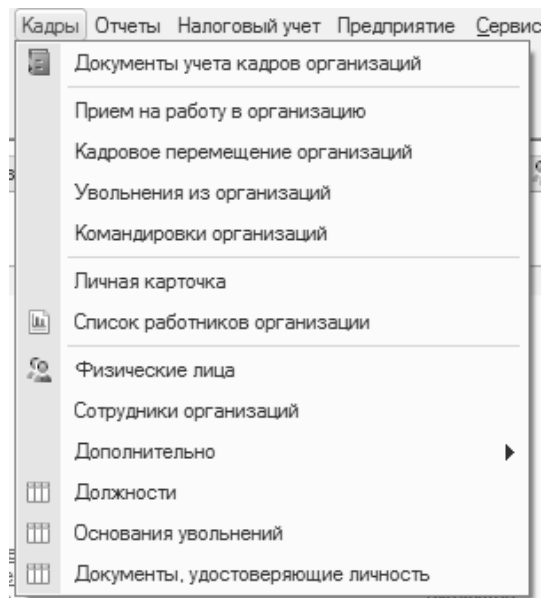 Кадры Отчеты Налоговый учет Предприятие Сервис
Документы учета кадров организаций
Прием на работу в организацию
Кадровое перемещение организаций
Увольнения из организаций
Командировки организаций
Личная карточка
Список работников организации
Физические лица
Сотрудники организаций
Дополнительно
Должности
Основания увольнений
Документы, удостоверяющие личность